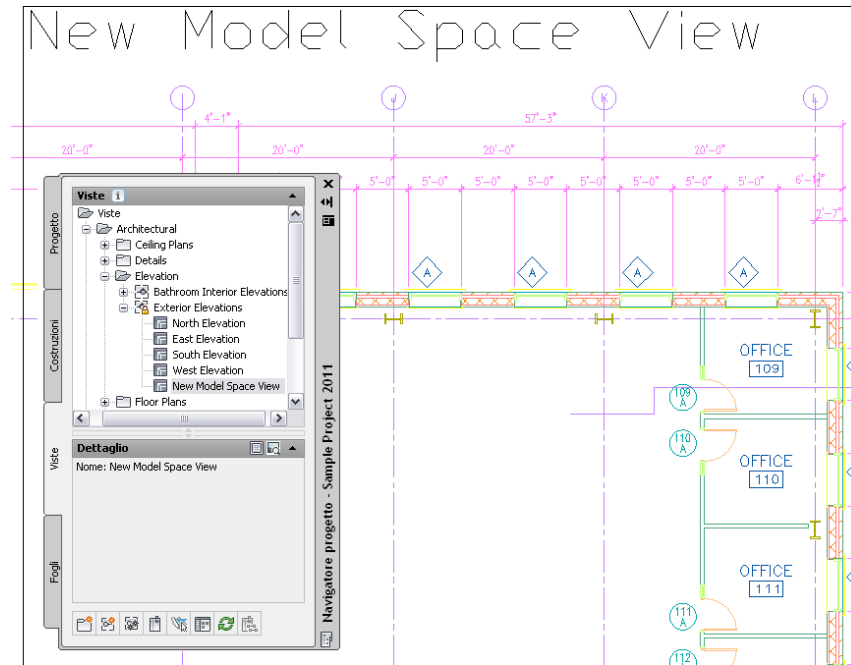 New Model Space View
J
K
L
4'-1"
57'-3"
20'-0"
20'-0"
20'-0"
20'-0"
5'-0"
5'-0"
5'-0"
5'-0"
5'-0"
5'-0"
5'-0"
5'-0"
2'-7"
A
A
A
A
OFFICE
109
109
A
110
A
OFFICE
110
OFFICE
111
111
A
112
Viste
Viste
Architectural
Ceiling Plans
Details
Elevation
Bathroom Interior Elevations
Exterior Elevations
North Elevation
East Elevation
South Elevation
West Elevation
New Model Space View
Floor Plans
Dettaglio
Nome: New Model Space View
Progetto
Costruzioni
Viste
Fogli
Navigatore progetto - Sample Project 2011